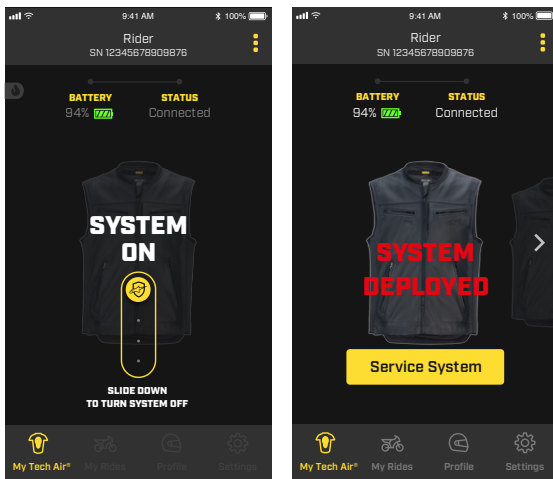 9:41 AM
100%
Rider
SN 12345678909876
BATTERY
STATUS
94%
Connected
SYSTEM
ON
SLIDE DOWN
TO TURN SYSTEM OFF
My Tech Air®
My Rides
Profile
Settings
9:41 AM
100%
Rider
SN 12345678909876
BATTERY
STATUS
94%
Connected
SYSTEM
DEPLOYED
Service System
My Tech Air®
My Rides
Profile
Settings